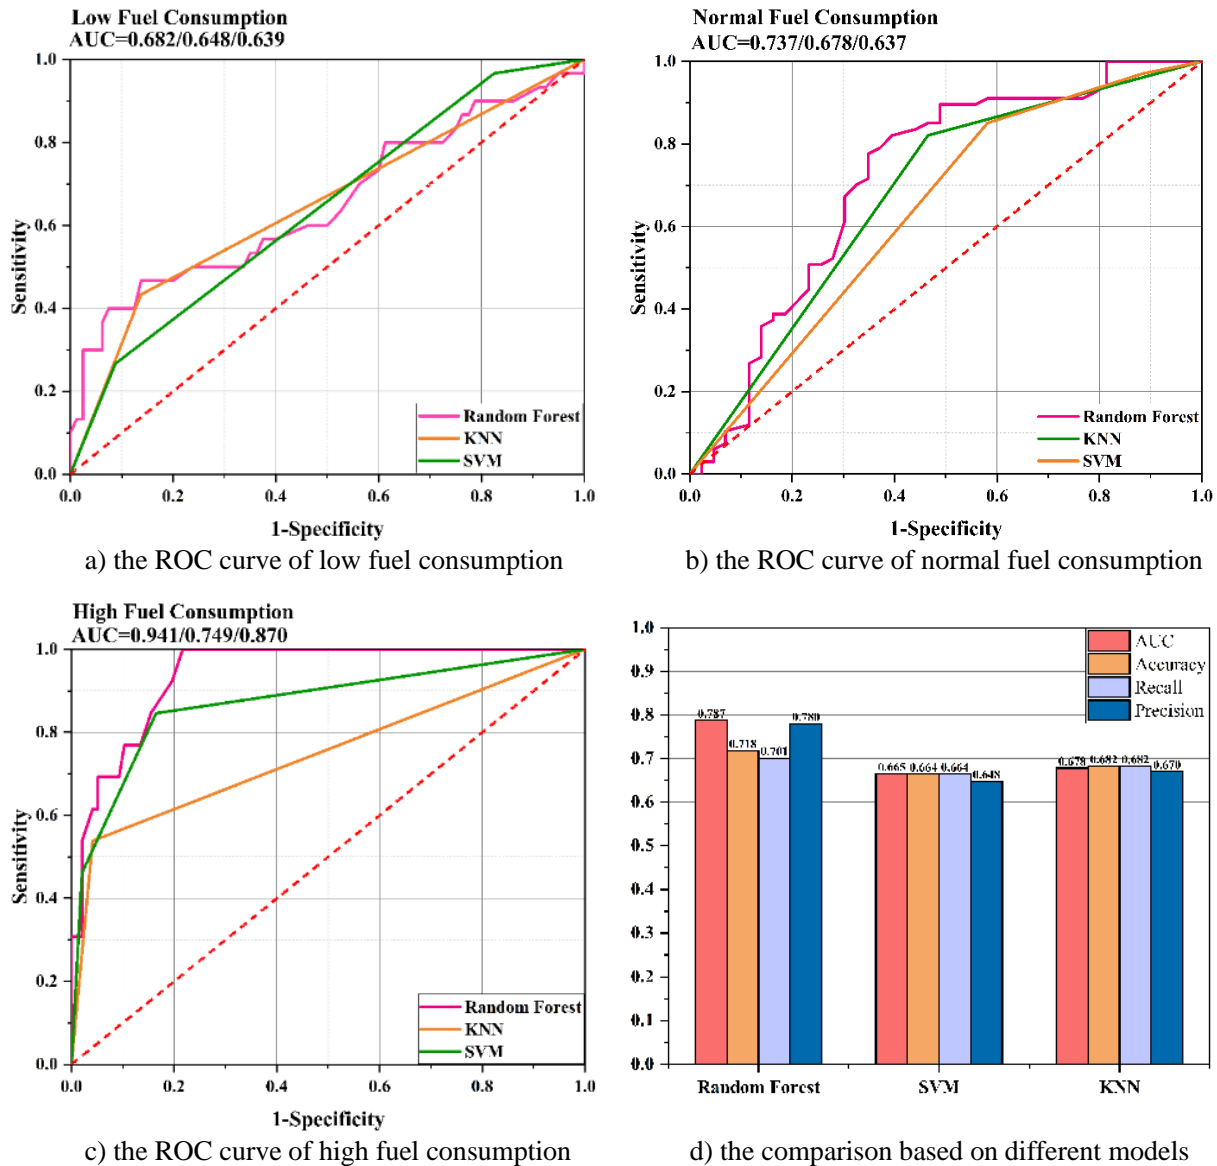 Low Fuel Consumption
AUC=0.682/0.648/0.639
1.0
0.8
0.6
0.4
0.2
0.0
Sensitivity
Random Forest
KNN
SVM
0.0 0.2 0.4 0.6 0.8 1.0
1-Specificity
a) the ROC curve of low fuel consumption
Normal Fuel Consumption
AUC=0.737/0.678/0.637
1.0
0.8
0.6
0.4
0.2
0.0
Sensitivity
Random Forest
KNN
SVM
0.0 0.2 0.4 0.6 0.8 1.0
1-Specificity
b) the ROC curve of normal fuel consumption
High Fuel Consumption
AUC=0.941/0.749/0.870
1.0
0.8
0.6
0.4
0.2
0.0
Sensitivity
Random Forest
KNN
SVM
0.0 0.2 0.4 0.6 0.8 1.0
1-Specificity
c) the ROC curve of high fuel consumption
1.0
0.9
0.8
0.7
0.6
0.5
0.4
0.3
0.2
0.1
0.0
AUC
Accuracy
Recall
Precision
0.787 0.718 0.701 0.780
0.665 0.664 0.664 0.648
0.678 0.682 0.682 0.670
Random Forest SVM KNN
d) the comparison based on different models